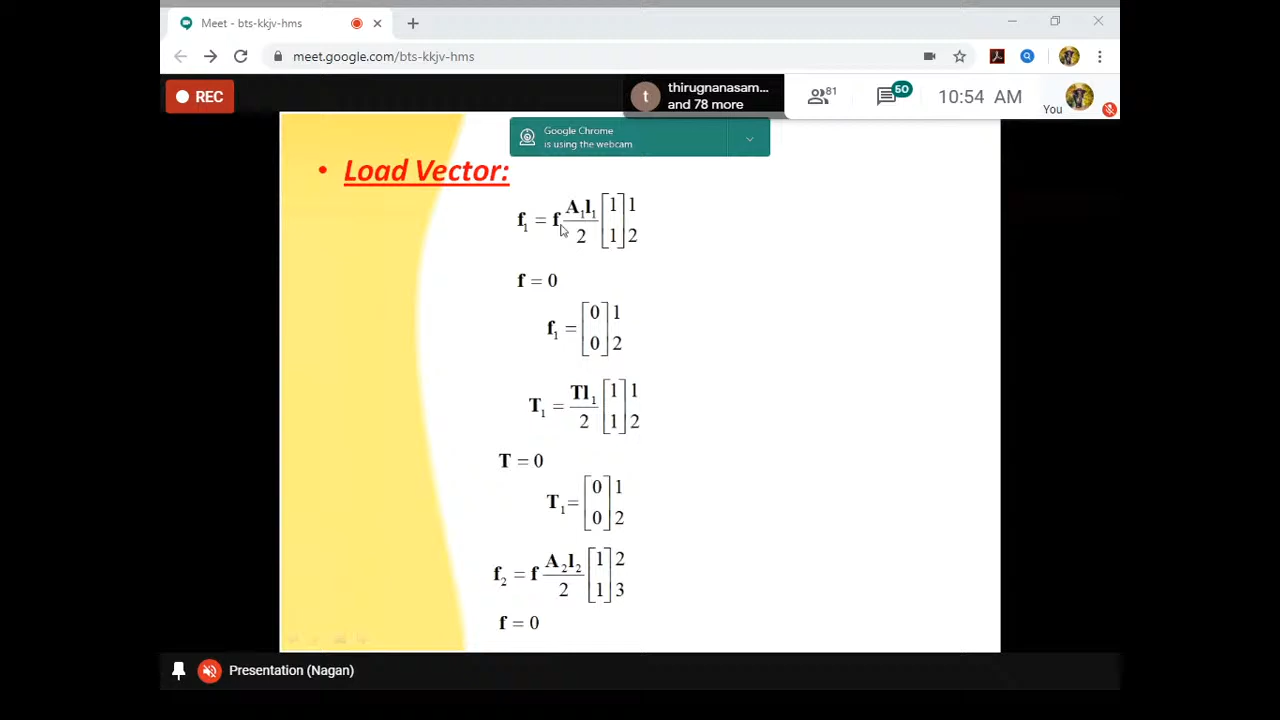 Meet - bts-kkjv-hms
meet.google.com/bts-kkjv-hms
REC
t
thirugnanasam...
and 78 more
81
50
10:54 AM
You
Google Chrome
is using the webcam
• Load Vector:
f₁ = f A₁l₁/2 [1 1] 1 2
f = 0
f₁ = [0 0] 1 2
T₁ = Tl₁/2 [1 1] 1 2
T = 0
T₁ = [0 0] 1 2
f₂ = f A₂l₂/2 [1 1] 2 3
f = 0
Presentation (Nagan)